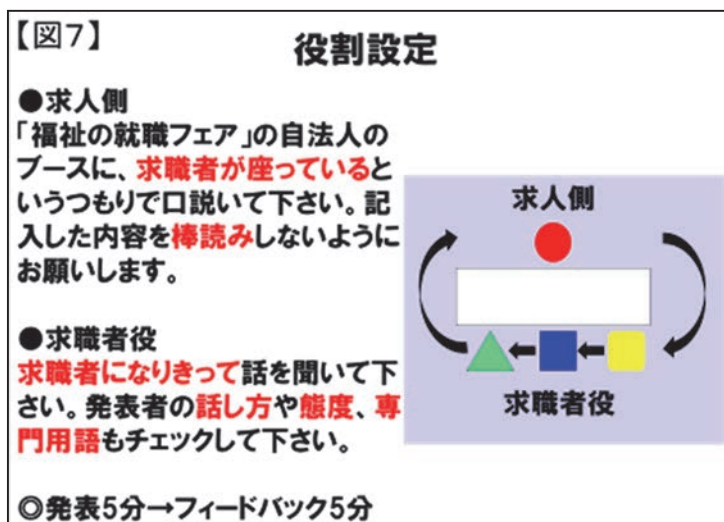 【図7】
役割設定
●求人側
「福祉の就職フェア」の自法人の
ブースに、求職者が座っていると
いうつもりで口説いて下さい。記
入した内容を棒読みしないように
お願いします。
●求職者役
求職者になりきって話を聞いて下
さい。発表者の話し方や態度、専
門用語もチェックして下さい。
◎発表5分→フィードバック5分
求人側
求職者役